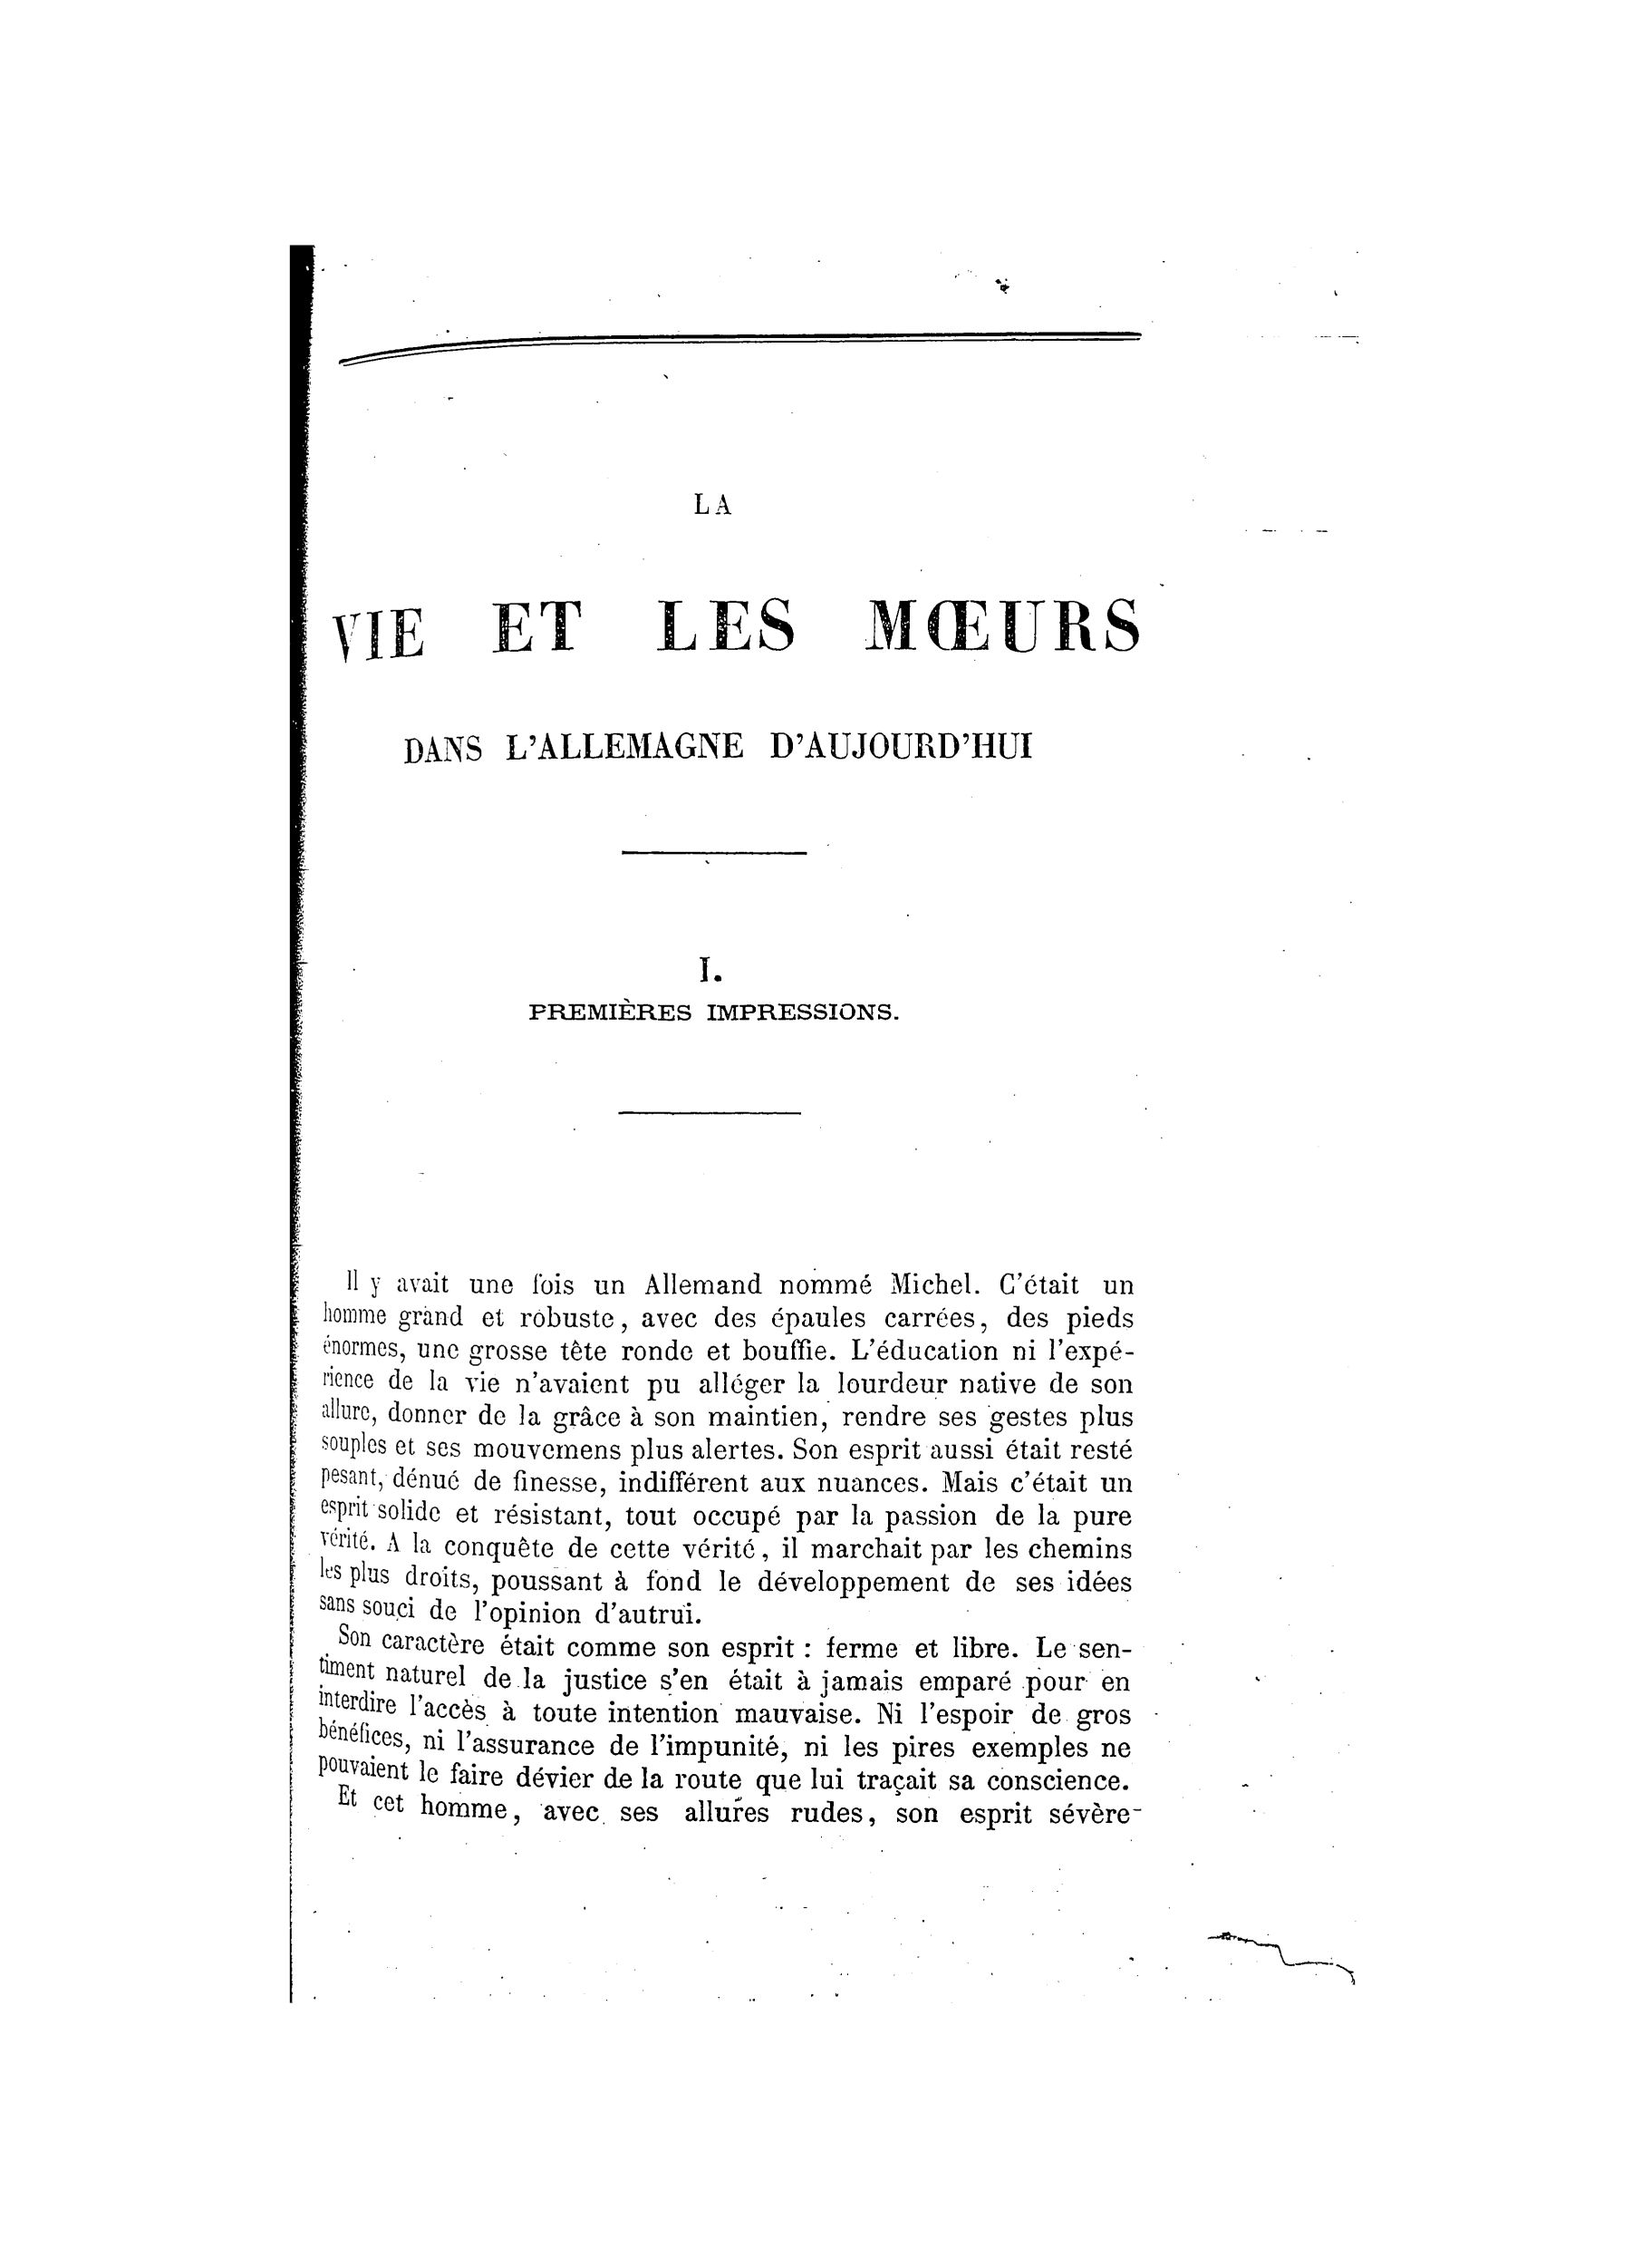 LA
VIE ET LES MŒURS
DANS L'ALLEMAGNE D'AUJOURD'HUI
I.
PREMIÈRES IMPRESSIONS.
Il y avait une fois un Allemand nommé Michel. C'était un
homme grand et robuste, avec des épaules carrées, des pieds
énormes, une grosse tête ronde et bouffie. L'éducation ni l'expé-
rience de la vie n'avaient pu alléger la lourdeur native de son
allure, donner de la grâce à son maintien, rendre ses gestes plus
souples et ses mouvemens plus alertes. Son esprit aussi était resté
pesant, dénué de finesse, indifférent aux nuances. Mais c'était un
esprit solide et résistant, tout occupé par la passion de la pure
vérité. A la conquête de cette vérité, il marchait par les chemins
les plus droits, poussant à fond le développement de ses idées
sans souci de l'opinion d'autrui.
Son caractère était comme son esprit : ferme et libre. Le sen-
timent naturel de la justice s'en était à jamais emparé pour en
interdire l'accès à toute intention mauvaise. Ni l'espoir de gros
bénéfices, ni l'assurance de l'impunité, ni les pires exemples ne
pouvaient le faire dévier de la route que lui traçait sa conscience.
Et cet homme, avec ses allures rudes, son esprit sévère-